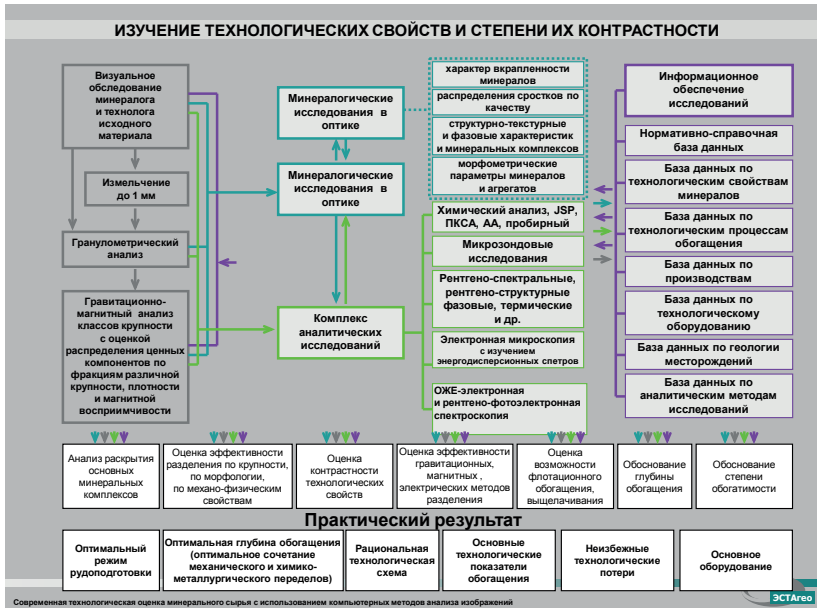 ИЗУЧЕНИЕ ТЕХНОЛОГИЧЕСКИХ СВОЙСТВ И СТЕПЕНИ ИХ КОНТРАСТНОСТИ
Визуальное
обследование
минералога
и технолога
исходного
материала
Измельчение
до 1 мм
Гранулометрический
анализ
Гравитационно-
магнитный анализ
классов крупности
с оценкой
распределения ценных
компонентов по
фракциям различной
крупности, плотности
и магнитной
восприимчивости
Минералогические
исследования в
оптике
Минералогические
исследования в
оптике
Комплекс
аналитических
исследований
характер вкрапленности
минералов
распределения сростков по
качеству
структурно-текстурные
и фазовые характеристик
и минеральных комплексов
морфометрические
параметры минералов
и агрегатов
Химический анализ, JSP,
ПКСА, АА, пробирный
Микрозондовые
исследования
Рентгено-спектральные,
рентгено-структурные
фазовые, термические
и др.
Электронная микроскопия
с изучением
энергодисперсионных спетров
ОЖЕ-электронная
и рентгено-фотоэлектронная
спектроскопия
Информационное
обеспечение
исследований
Нормативно-справочная
база данных
База данных по
технологическим свойствам
минералов
База данных по
технологическим процессам
обогащения
База данных по
производствам
База данных по
технологическому
оборудованию
База данных по геологии
месторождений
База данных по
аналитическим методам
исследований
Анализ раскрытия
основных
минеральных
комплексов
Оценка эффективности
разделения по крупности,
по морфологии,
по механо-физическим
свойствам
Оценка
контрастности
технологических
свойств
Оценка эффективности
гравитационных,
магнитных ,
электрических методов
разделения
Оценка
возможности
флотационного
обогащения,
выщелачивания
Обоснование
глубины
обогащения
Обоснование
степени
обогатимости
Практический результат
Оптимальный
режим
рудоподготовки
Оптимальная глубина обогащения
(оптимальное сочетание
механического и химико-
металлургического переделов)
Рациональная
технологическая
схема
Основные
технологические
показатели
обогащения
Неизбежные
технологические
потери
Основное
оборудование
Современная технологическая оценка минерального сырья с использованием компьютерных методов анализа изображений
ЭСТАгео